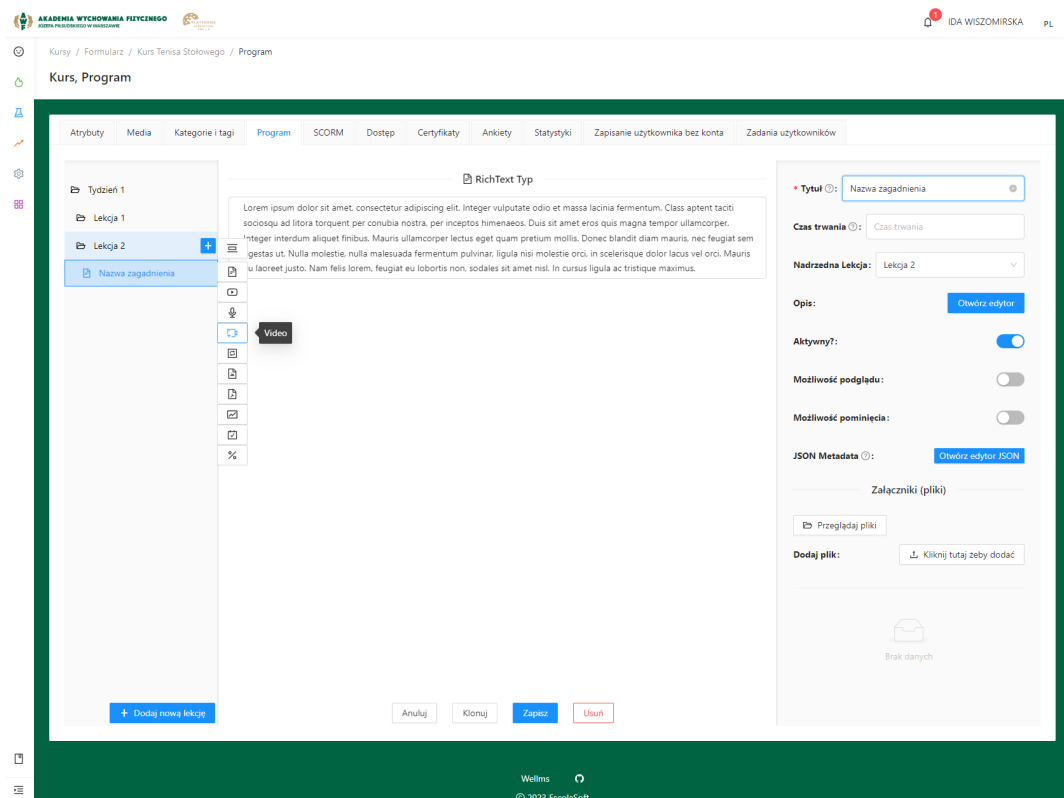 AKADEMIA WYCHOWANIA FIZYCZNEGO
JÓZEFA PIŁSUDSKIEGO W WARSZAWIE
1
IDA WISZOMIRSKA
PL
Kursy / Formularz / Kurs Tenisa Stołowego / Program
Kurs, Program
Atrybuty Media Kategorie i tagi Program SCORM Dostęp Certyfikaty Ankiety Statystyki Zapisanie użytkownika bez konta Zadania użytkowników
Tydzień 1
Lekcja 1
Lekcja 2
Nazwa zagadnienia
+ Dodaj nową lekcję
Video
RichText Typ
Lorem ipsum dolor sit amet, consectetur adipiscing elit. Integer vulputate odio et massa lacinia fermentum. Class aptent taciti
sociosqu ad litora torquent per conubia nostra, per inceptos himenaeos. Duis sit amet eros quis magna tempor ullamcorper.
Integer interdum aliquet finibus. Mauris ullamcorper lectus eget quam pretium mollis. Donec blandit diam mauris, nec feugiat sem
egestas ut. Nulla molestie, nulla malesuada fermentum pulvinar, ligula nisi molestie orci, in scelerisque dolor lacus vel orci. Mauris
eu laoreet justo. Nam felis lorem, feugiat eu lobortis non, sodales sit amet nisl. In cursus ligula ac tristique maximus.
Anuluj Klonuj Zapisz Usuń
* Tytuł : Nazwa zagadnienia
Czas trwania : Czas trwania
Nadrzedna Lekcja : Lekcja 2
Opis : Otwórz edytor
Aktywny? :
Możliwość podglądu :
Możliwość pominięcia :
JSON Metadata : Otwórz edytor JSON
Załączniki (pliki)
Przeglądaj pliki
Dodaj plik : Kliknij tutaj żeby dodać
Brak danych
Wellms
© 2023 EscolaSoft